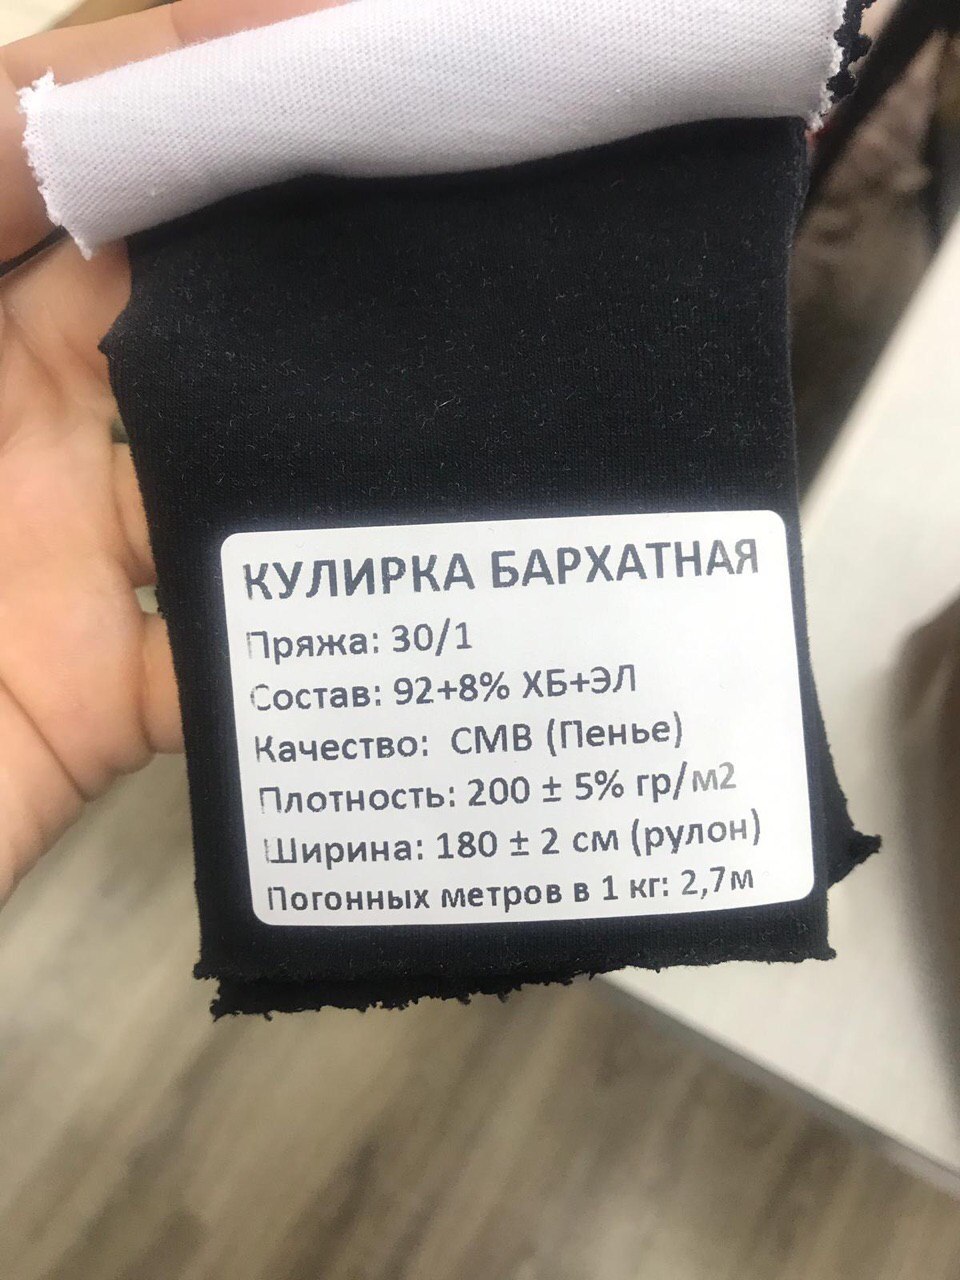 КУЛИРКА БАРХАТНАЯ
Пряжа: 30/1
Состав: 92+8% ХБ+ЭЛ
Качество: СМВ (Пенье)
Плотность: 200 ± 5% гр/м2
Ширина: 180 ± 2 см (рулон)
Погонных метров в 1 кг: 2,7м